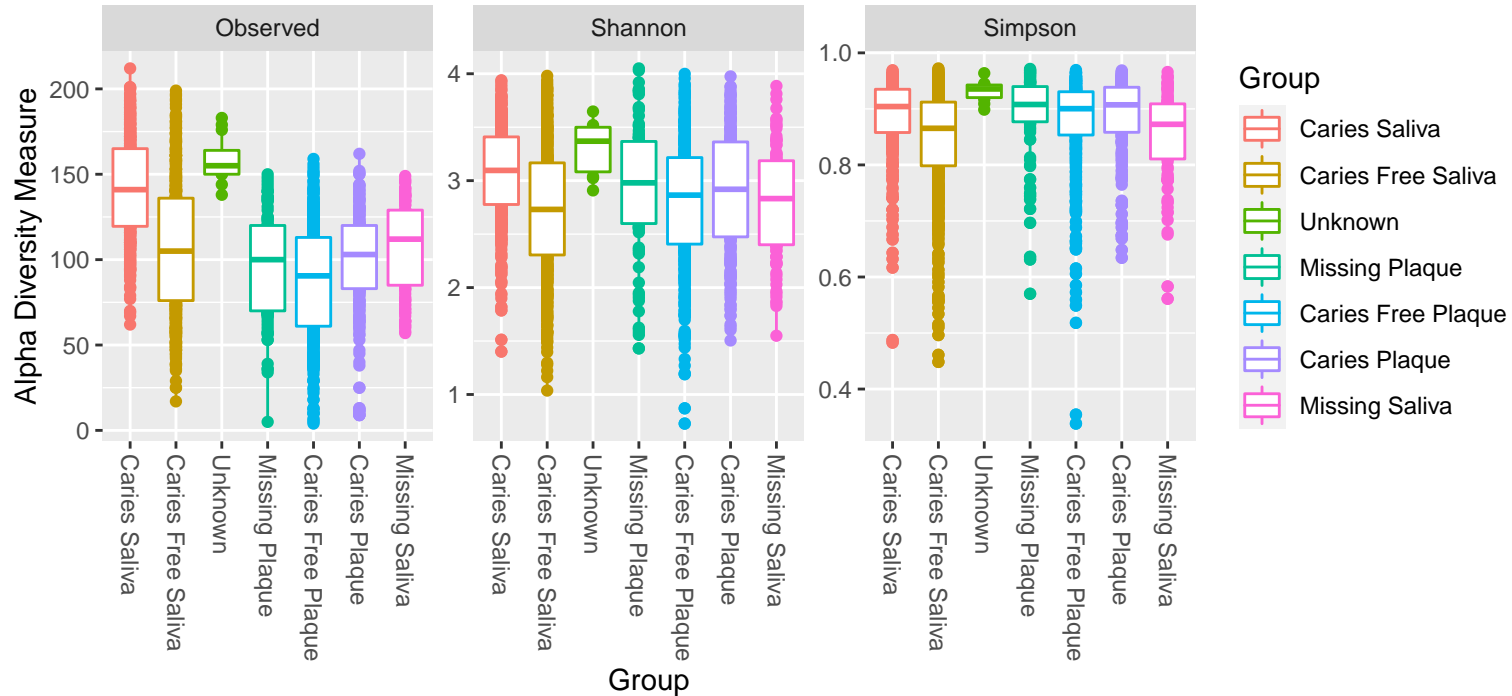 Observed
Shannon
Simpson
Alpha Diversity Measure
200
150
100
50
0
4
3
2
1
1.0
0.8
0.6
0.4
Caries Saliva
Caries Free Saliva
Unknown
Missing Plaque
Caries Free Plaque
Caries Plaque
Missing Saliva
Caries Saliva
Caries Free Saliva
Unknown
Missing Plaque
Caries Free Plaque
Caries Plaque
Missing Saliva
Caries Saliva
Caries Free Saliva
Unknown
Missing Plaque
Caries Free Plaque
Caries Plaque
Missing Saliva
Group
Group
Caries Saliva
Caries Free Saliva
Unknown
Missing Plaque
Caries Free Plaque
Caries Plaque
Missing Saliva